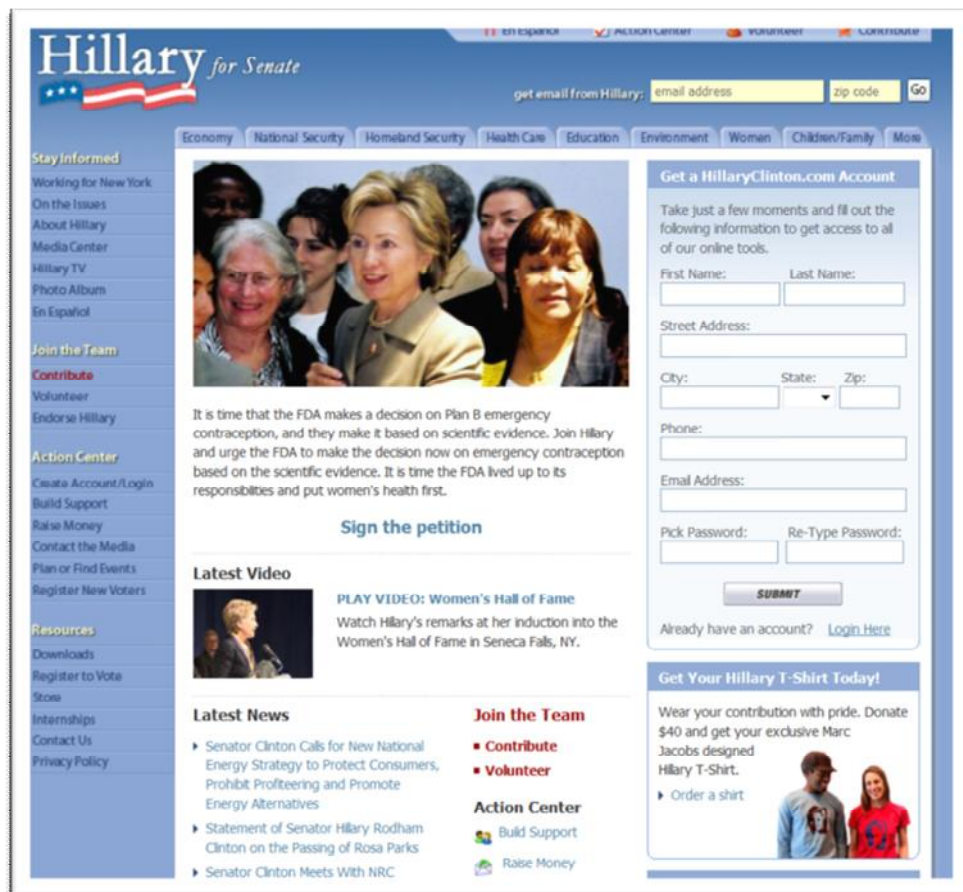 En Español Action Center Volunteer Contribute
Hillary for Senate
get email from Hillary: email address zip code Go
Economy National Security Homeland Security Health Care Education Environment Women Children/Family More
Stay Informed
Working for New York
On the Issues
About Hillary
Media Center
Hillary TV
Photo Album
En Español
Join the Team
Contribute
Volunteer
Endorse Hillary
Action Center
Create Account/Login
Build Support
Raise Money
Contact the Media
Plan or Find Events
Register New Voters
Resources
Downloads
Register to Vote
Store
Internships
Contact Us
Privacy Policy
It is time that the FDA makes a decision on Plan B emergency
contraception, and they make it based on scientific evidence. Join Hillary
and urge the FDA to make the decision now on emergency contraception
based on the scientific evidence. It is time the FDA lived up to its
responsibilities and put women's health first.
Sign the petition
Latest Video
PLAY VIDEO: Women's Hall of Fame
Watch Hillary's remarks at her induction into the
Women's Hall of Fame in Seneca Falls, NY.
Latest News
Senator Clinton Calls for New National
Energy Strategy to Protect Consumers,
Prohibit Profiteering and Promote
Energy Alternatives
Statement of Senator Hillary Rodham
Clinton on the Passing of Rosa Parks
Senator Clinton Meets With NRC
Join the Team
Contribute
Volunteer
Action Center
Build Support
Raise Money
Get a HillaryClinton.com Account
Take just a few moments and fill out the
following information to get access to all
of our online tools.
First Name: Last Name:
Street Address:
City: State: Zip:
Phone:
Email Address:
Pick Password: Re-Type Password:
SUBMIT
Already have an account? Login Here
Get Your Hillary T-Shirt Today!
Wear your contribution with pride. Donate
$40 and get your exclusive Marc
Jacobs designed
Hillary T-Shirt.
Order a shirt